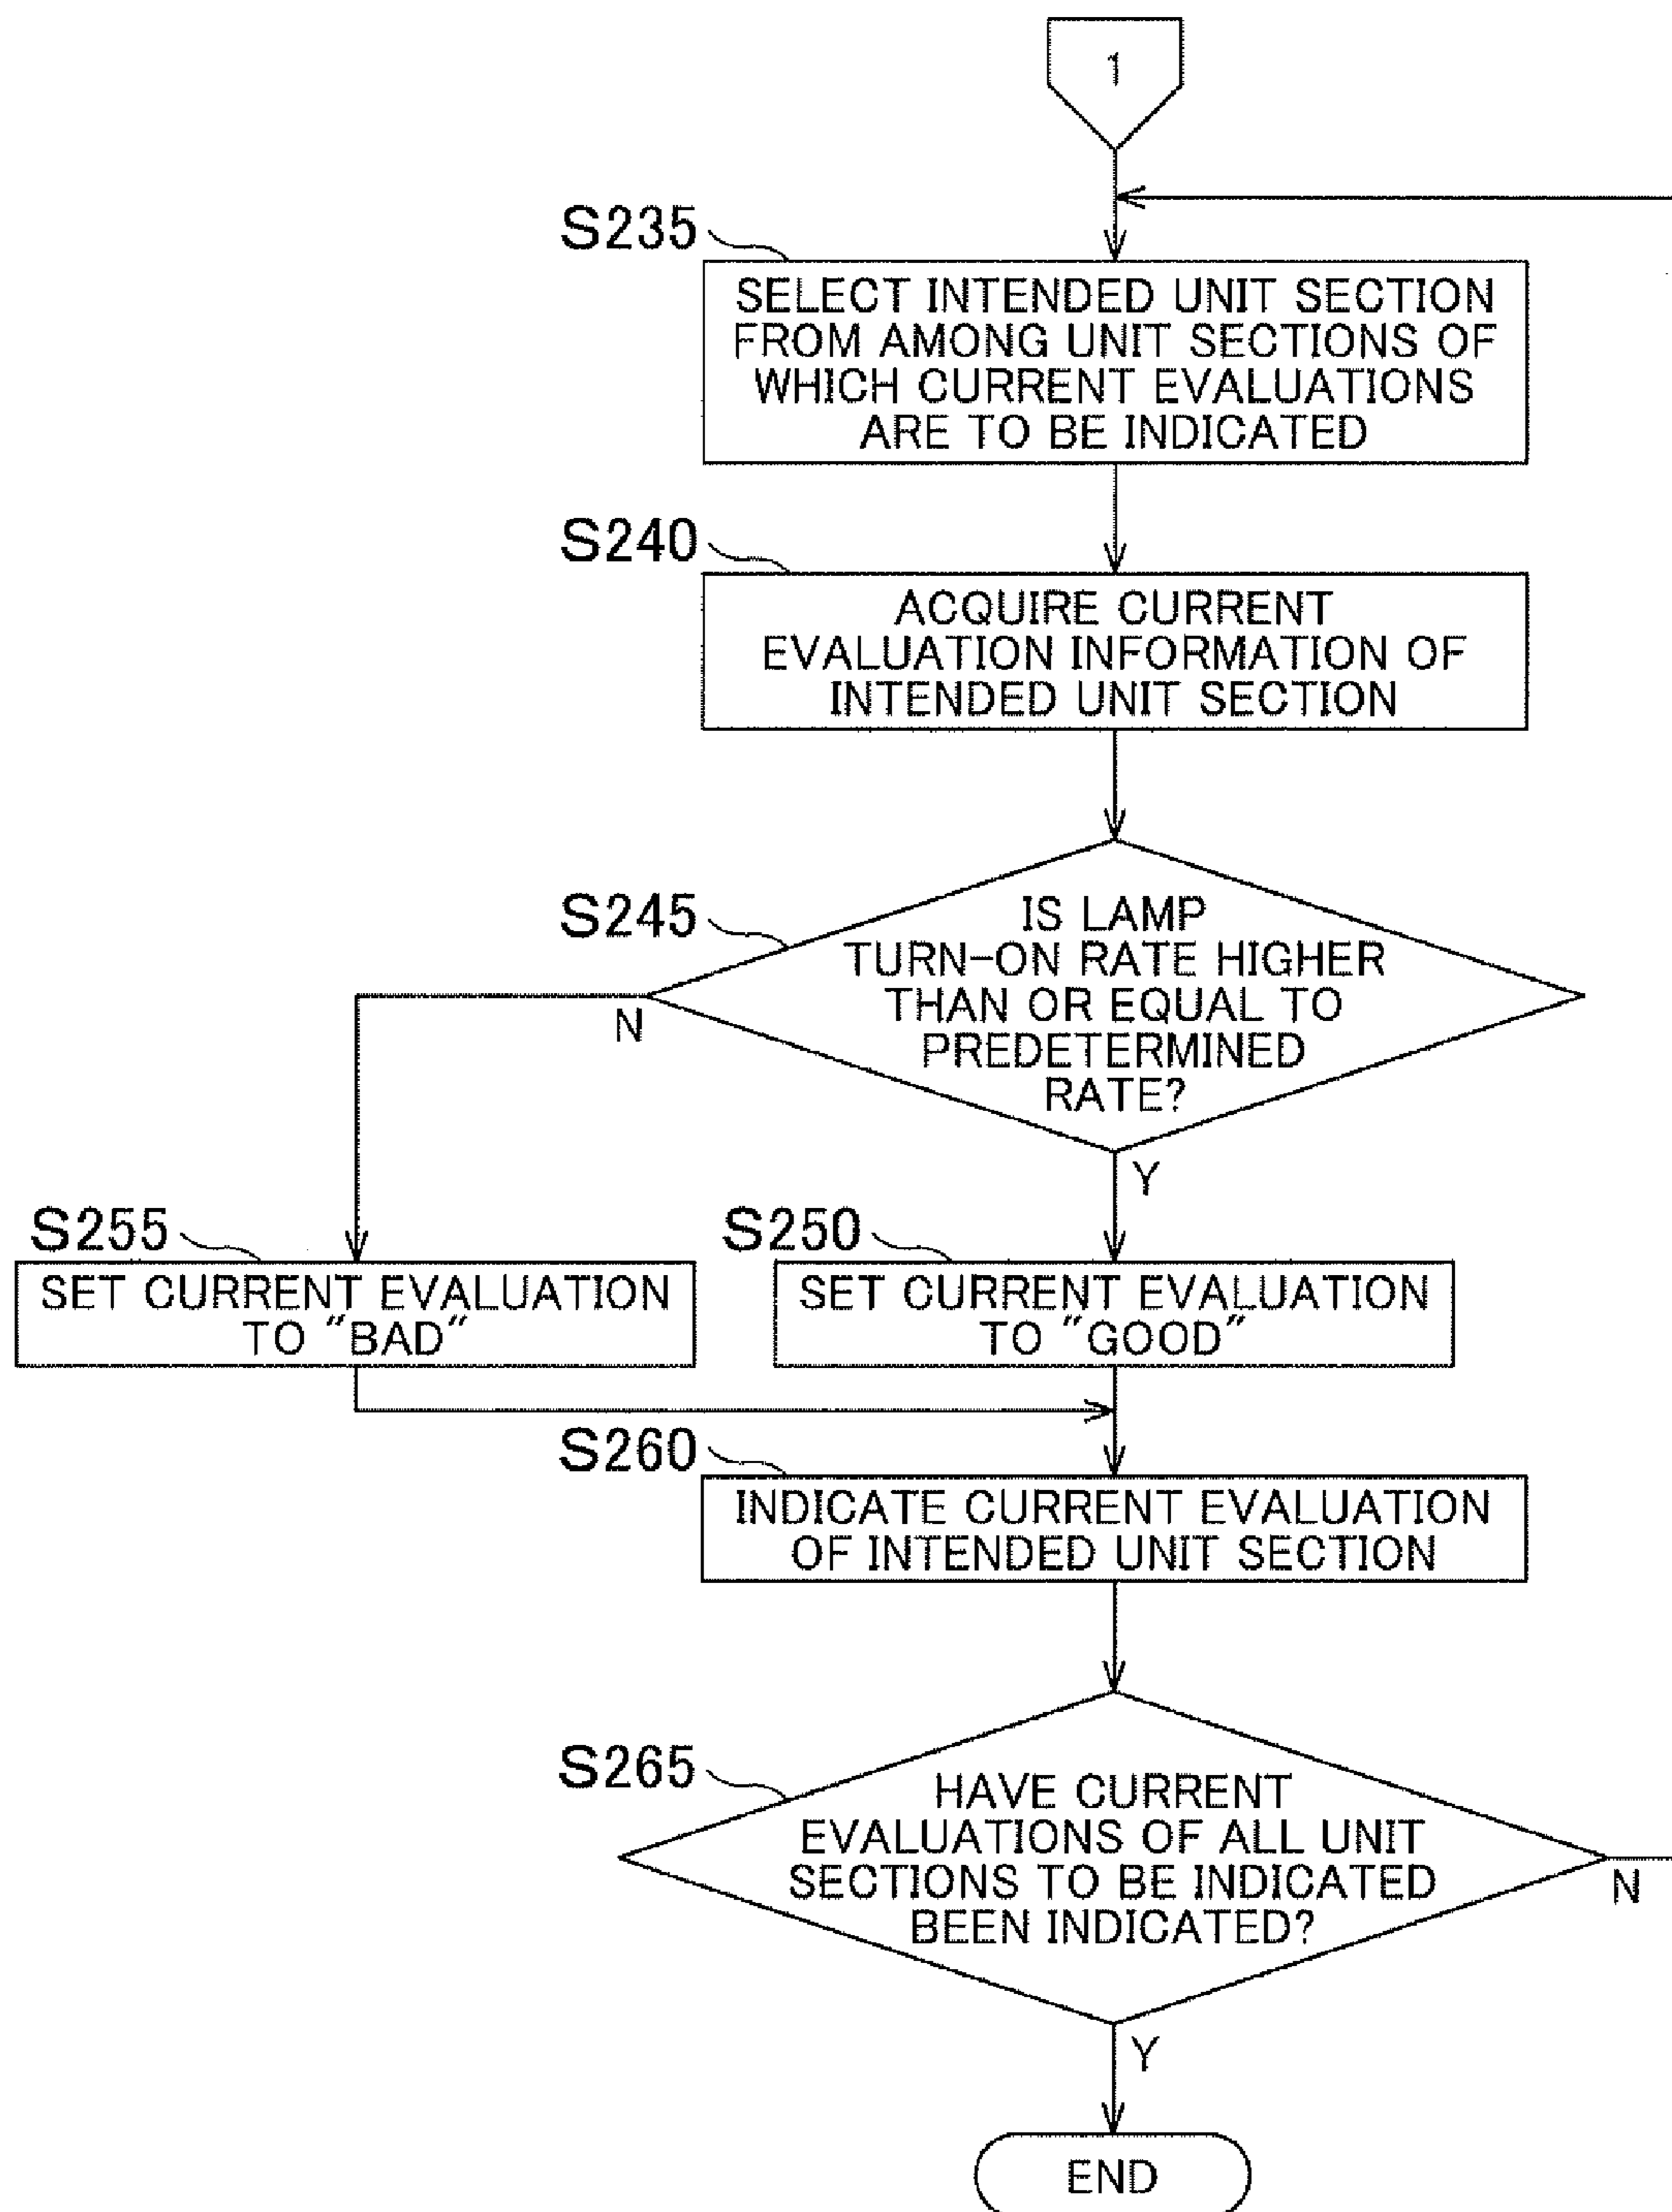 1
S235
SELECT INTENDED UNIT SECTION
FROM AMONG UNIT SECTIONS OF
WHICH CURRENT EVALUATIONS
ARE TO BE INDICATED
S240
ACQUIRE CURRENT
EVALUATION INFORMATION OF
INTENDED UNIT SECTION
S245
IS LAMP
TURN-ON RATE HIGHER
THAN OR EQUAL TO
PREDETERMINED
RATE?
N
Y
S255
SET CURRENT EVALUATION
TO "BAD"
S250
SET CURRENT EVALUATION
TO "GOOD"
S260
INDICATE CURRENT EVALUATION
OF INTENDED UNIT SECTION
S265
HAVE CURRENT
EVALUATIONS OF ALL UNIT
SECTIONS TO BE INDICATED
BEEN INDICATED?
N
Y
END